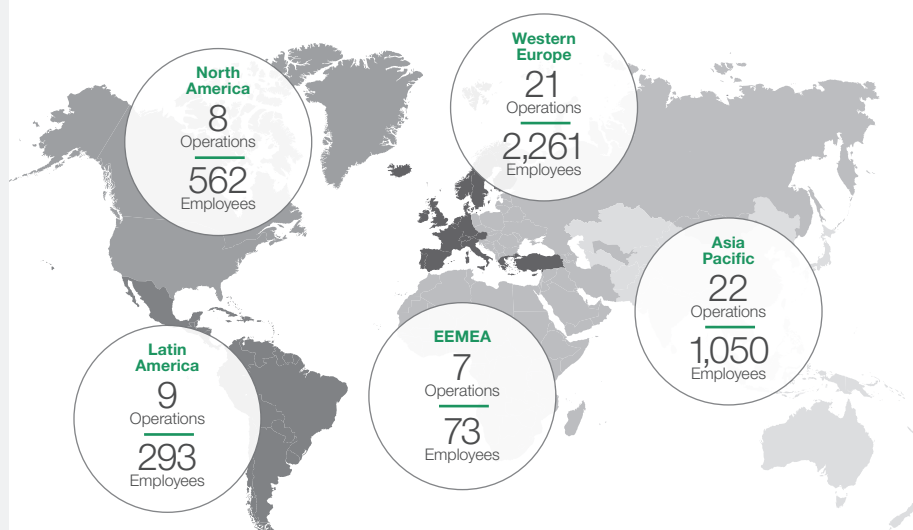 North
America
8
Operations
562
Employees
Western
Europe
21
Operations
2,261
Employees
Asia
Pacific
22
Operations
1,050
Employees
Latin
America
9
Operations
293
Employees
EEMEA
7
Operations
73
Employees